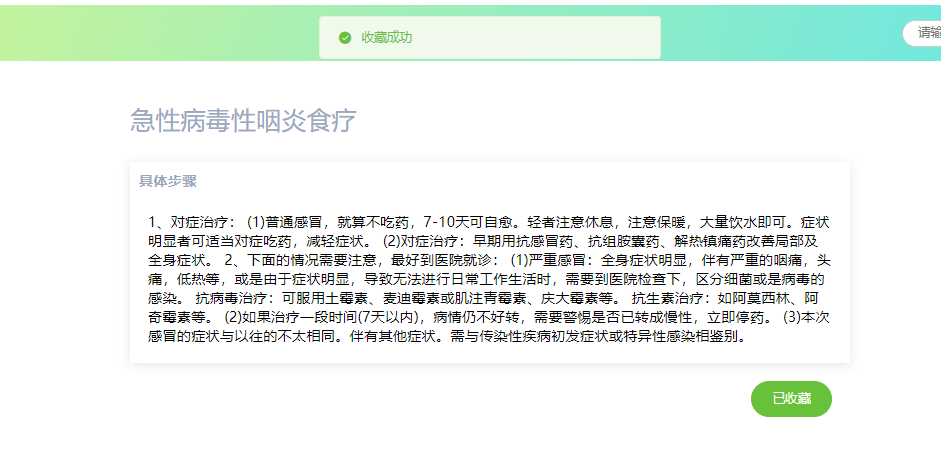 收藏成功
请输
急性病毒性咽炎食疗
具体步骤
1、对症治疗： (1)普通感冒，就算不吃药，7-10天可自愈。轻者注意休息，注意保暖，大量饮水即可。症状
明显者可适当对症吃药，减轻症状。 (2)对症治疗：早期用抗感冒药、抗组胺囊药、解热镇痛药改善局部及
全身症状。 2、下面的情况需要注意，最好到医院就诊： (1)严重感冒：全身症状明显，伴有严重的咽痛，头
痛，低热等，或是由于症状明显，导致无法进行日常工作生活时，需要到医院检查下，区分细菌或是病毒的
感染。 抗病毒治疗：可服用土霉素、麦迪霉素或肌注青霉素、庆大霉素等。 抗生素治疗：如阿莫西林、阿
奇霉素等。 (2)如果治疗一段时间(7天以内)，病情仍不好转，需要警惕是否已转成慢性，立即停药。 (3)本次
感冒的症状与以往的不太相同。伴有其他症状。需与传染性疾病初发症状或特异性感染相鉴别。
已收藏